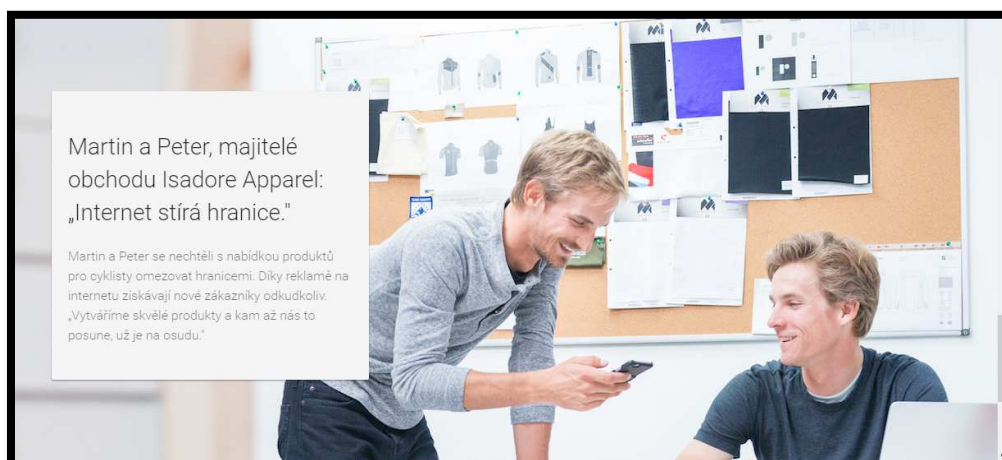 Martin a Peter, majitelé
obchodu Isadore Apparel:
„Internet stírá hranice."
Martin a Peter se nechtěli s nabídkou produktů
pro cyklisty omezovat hranicemi. Díky reklamě na
internetu získávají nové zákazníky odkudkoliv.
„Vytváříme skvělé produkty a kam až nás to
posune, už je na osudu."